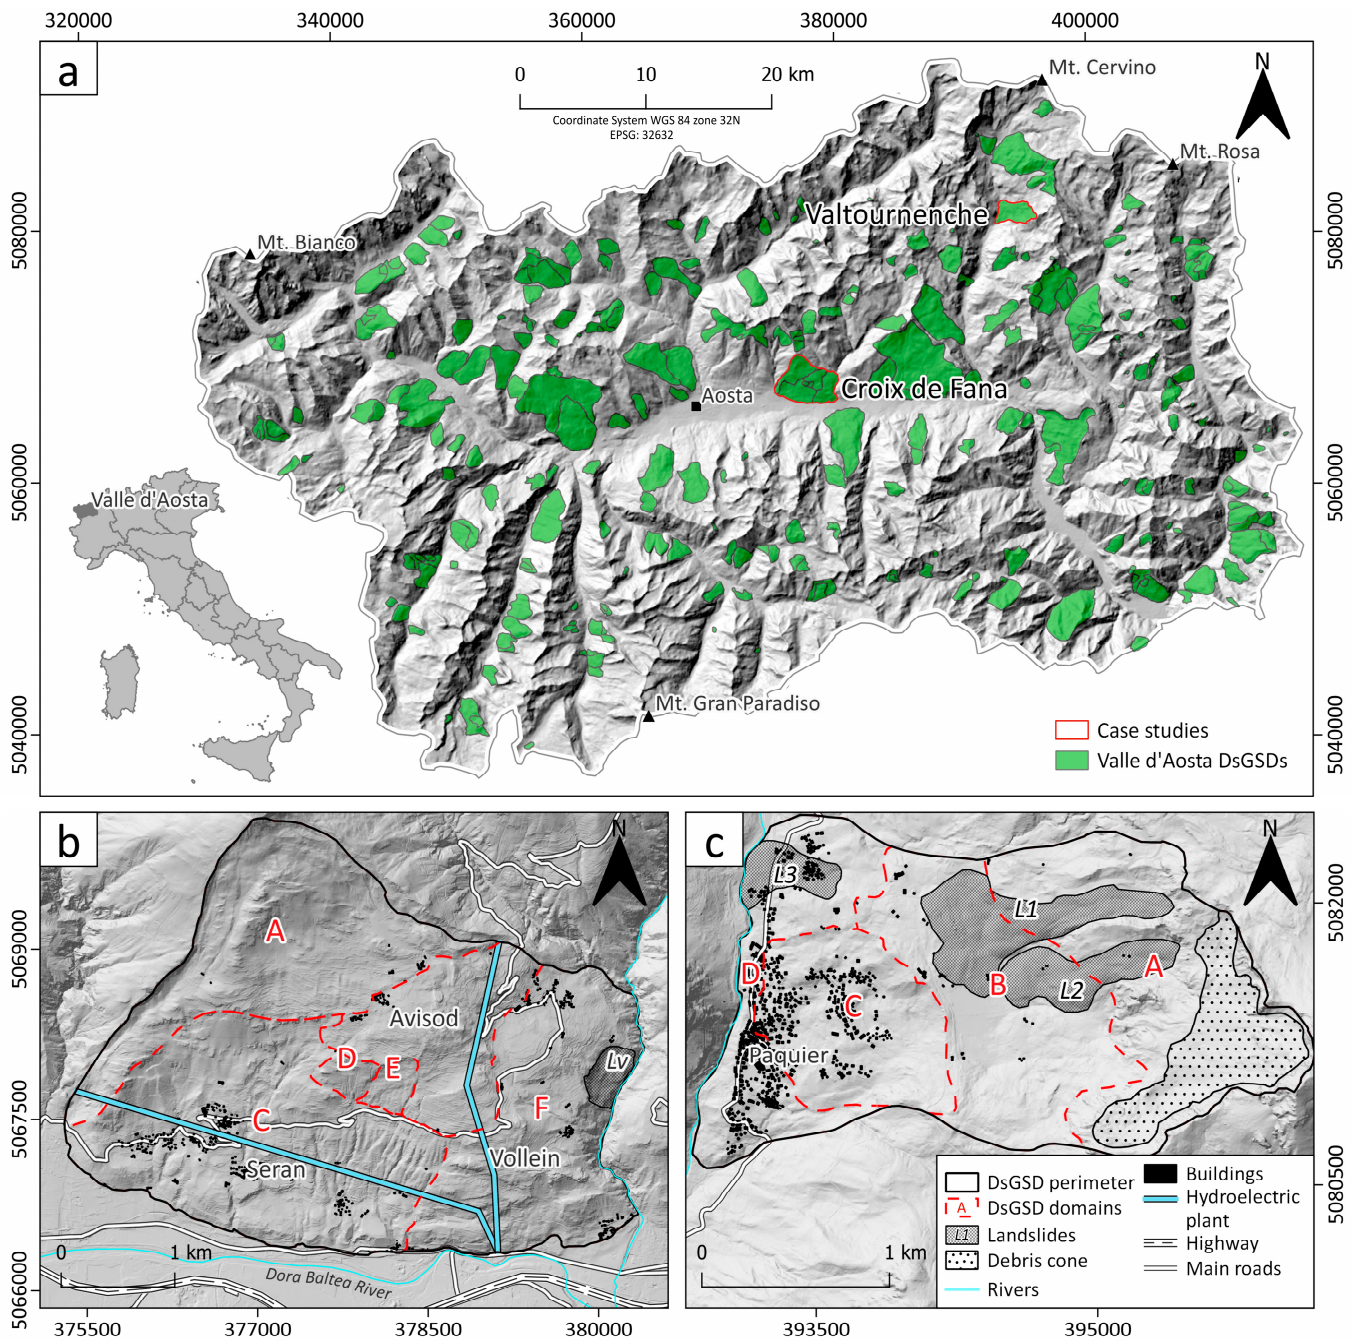 320000
340000
360000
380000
400000
a
0
10
20 km
Coordinate System WGS 84 zone 32N
EPSG: 32632
N
Mt. Cervino
Mt. Rosa
Valtournenche
Mt. Bianco
5080000
5080000
Croix de Fana
Aosta
5060000
5060000
Valle d'Aosta
Mt. Gran Paradiso
5040000
5040000
Case studies
Valle d'Aosta DsGSDs
b
N
A
Avisod
D
E
Lv
F
C
Seran
Vollein
0
1 km
Dora Baltea River
5069000
5067500
5066000
375500
377000
378500
380000
c
N
L3
L1
D
B
A
L2
C
Paquier
0
1 km
5082000
5080500
393500
395000
DsGSD perimeter
A
DsGSD domains
L1
Landslides
Debris cone
Rivers
Buildings
Hydroelectric
plant
Highway
Main roads